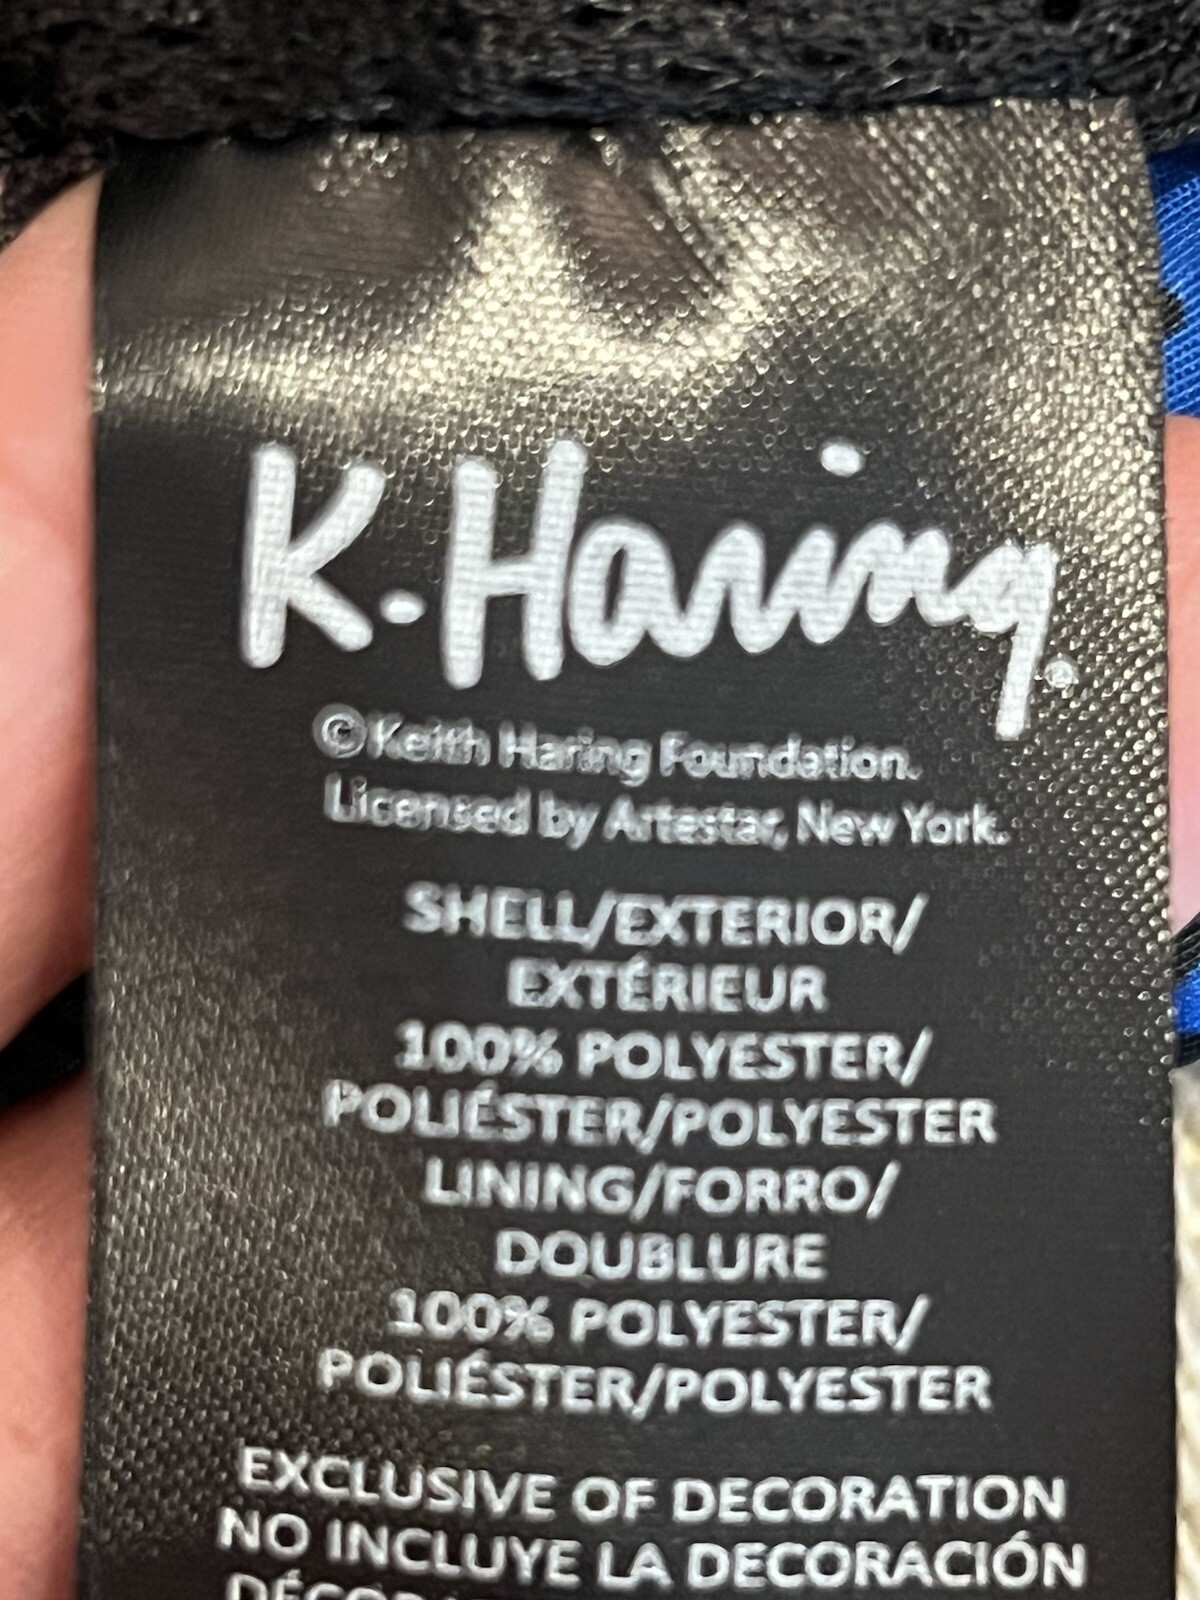 K. Haring.®
©Keith Haring Foundation.
Licensed by Artestar, New York.
SHELL/EXTERIOR/
EXTÉRIEUR
100% POLYESTER/
POLIÉSTER/POLYESTER
LINING/FORRO/
DOUBLURE
100% POLYESTER/
POLIÉSTER/POLYESTER
EXCLUSIVE OF DECORATION
NO INCLUYE LA DECORACIÓN